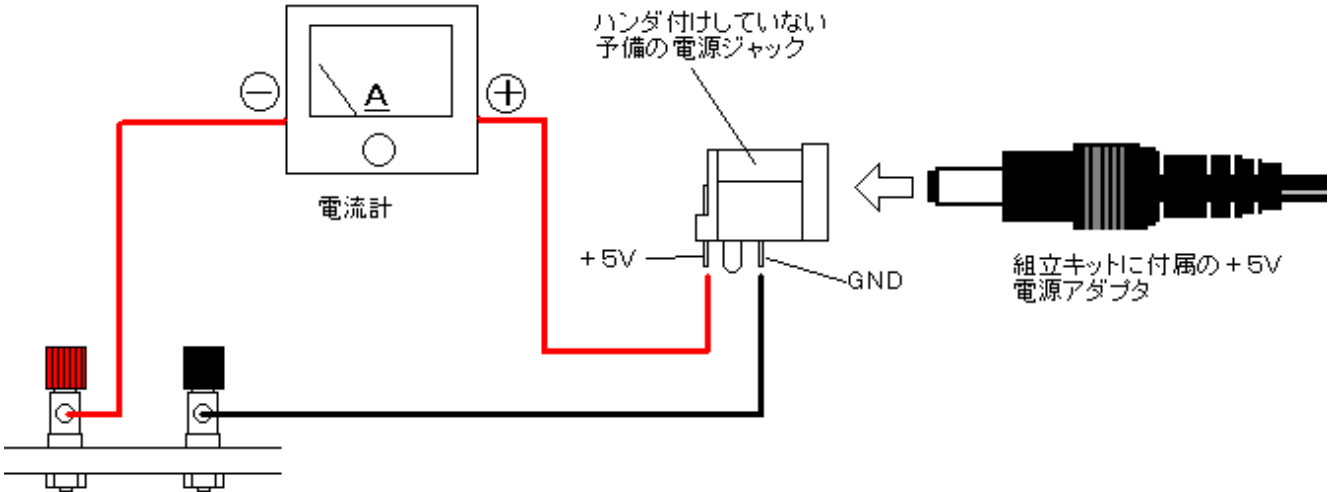 ハンダ付けしていない
予備の電源ジャック
⊖
A
⊕
電流計
+5V
GND
組立キットに付属の+5V
電源アダプタ